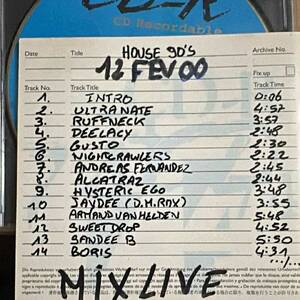 CD-R
CD Recordable
HOUSE 90'S
Date Title Archive No.
12 FEV 00
Fix up
Track No. Track Title Time
1. INTRO 0:06
2. ULTRA NATE 4:57
3. RUFFNECK 3:57
4. DEELACY 2:48
5. GUSTO 2:30
6. NIGHTCRAWLERS 2:22
7. ANDREAS FERNANDEZ 2:45
8. ALCATRAZ 2:44
9. HYSTERIC EGO 3:48
10 JAYDEE (D.M.ROX) 3:55
11 ARMAND VAN HELDEN 5:48
12 SWEET DROP 4:52
13 SANDEE B 5:50
14 BORIS 4:31
.../...
MIX LIVE